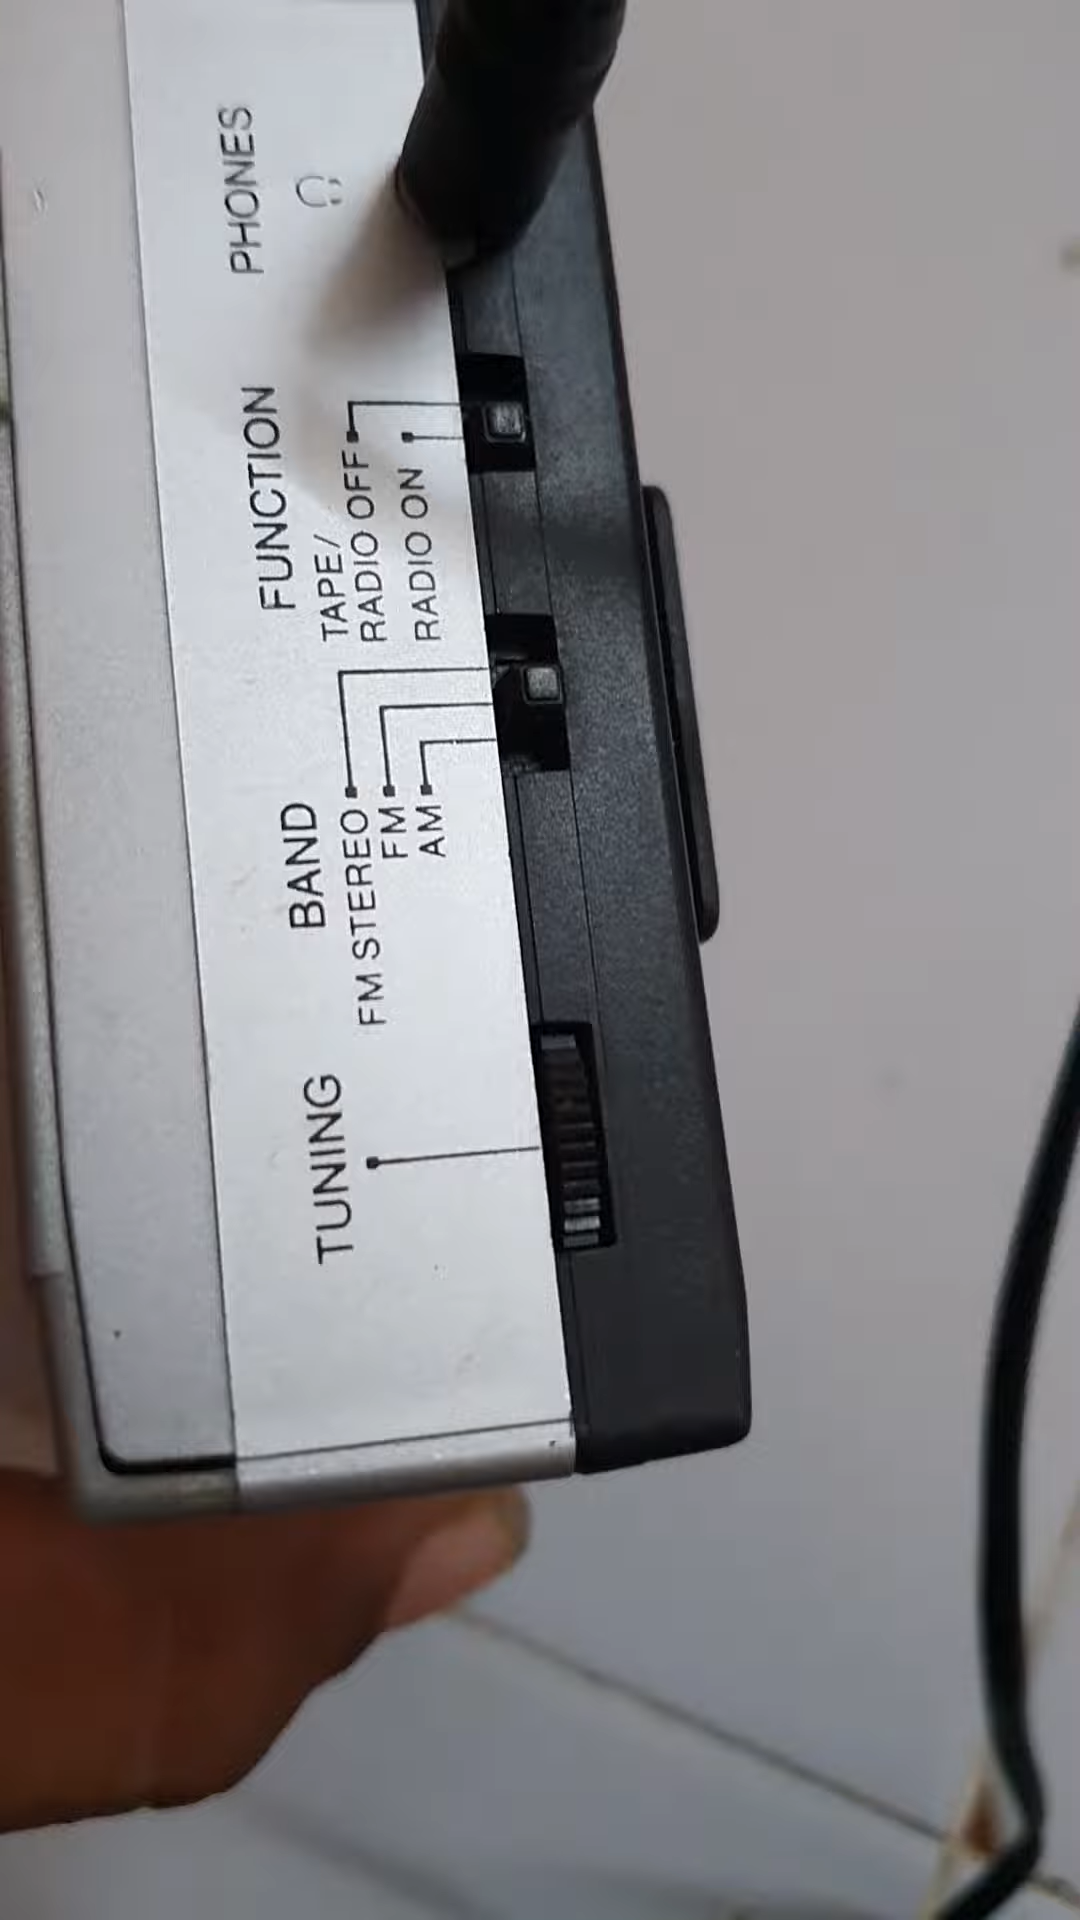 PHONES
FUNCTION
TAPE/
RADIO OFF
RADIO ON
BAND
FM STEREO
FM
AM
TUNING